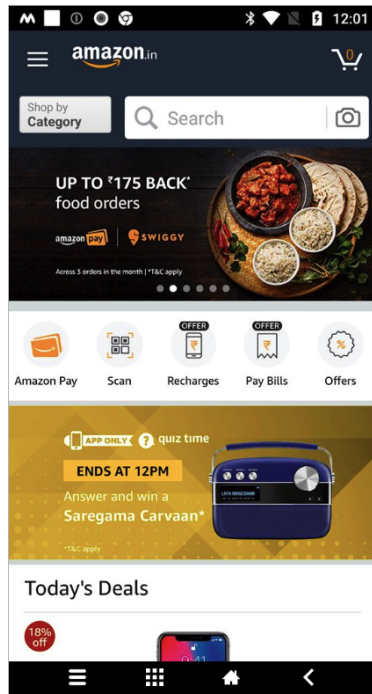 12:01
amazon.in
0
Shop by
Category
Search
UP TO ₹175 BACK*
food orders
amazon pay SWIGGY
Across 3 orders in the month | *T&C apply
OFFER OFFER
Amazon Pay Scan Recharges Pay Bills Offers
APP ONLY ? quiz time
ENDS AT 12PM
Answer and win a
Saregama Carvaan*
*T&C apply
Today's Deals
18%
off
9:41